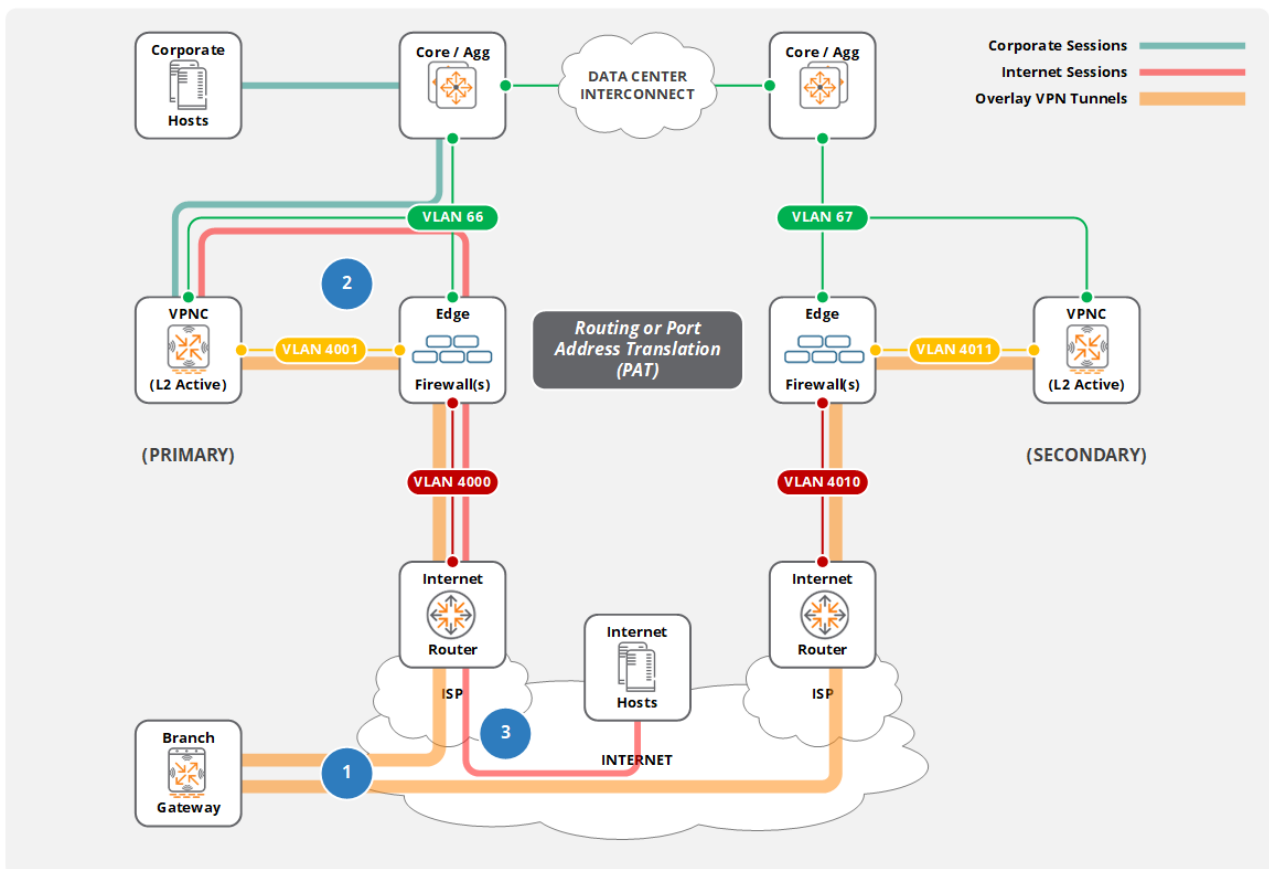 Corporate
Hosts
Core / Agg
DATA CENTER
INTERCONNECT
Core / Agg
Corporate Sessions
Internet Sessions
Overlay VPN Tunnels
VLAN 66
VLAN 67
2
VPNC
(L2 Active)
VLAN 4001
Edge
Firewall(s)
Routing or Port
Address Translation
(PAT)
Edge
Firewall(s)
VLAN 4011
VPNC
(L2 Active)
(PRIMARY)
(SECONDARY)
VLAN 4000
VLAN 4010
Internet
Router
Internet
Hosts
Internet
Router
ISP
ISP
3
INTERNET
Branch
Gateway
1